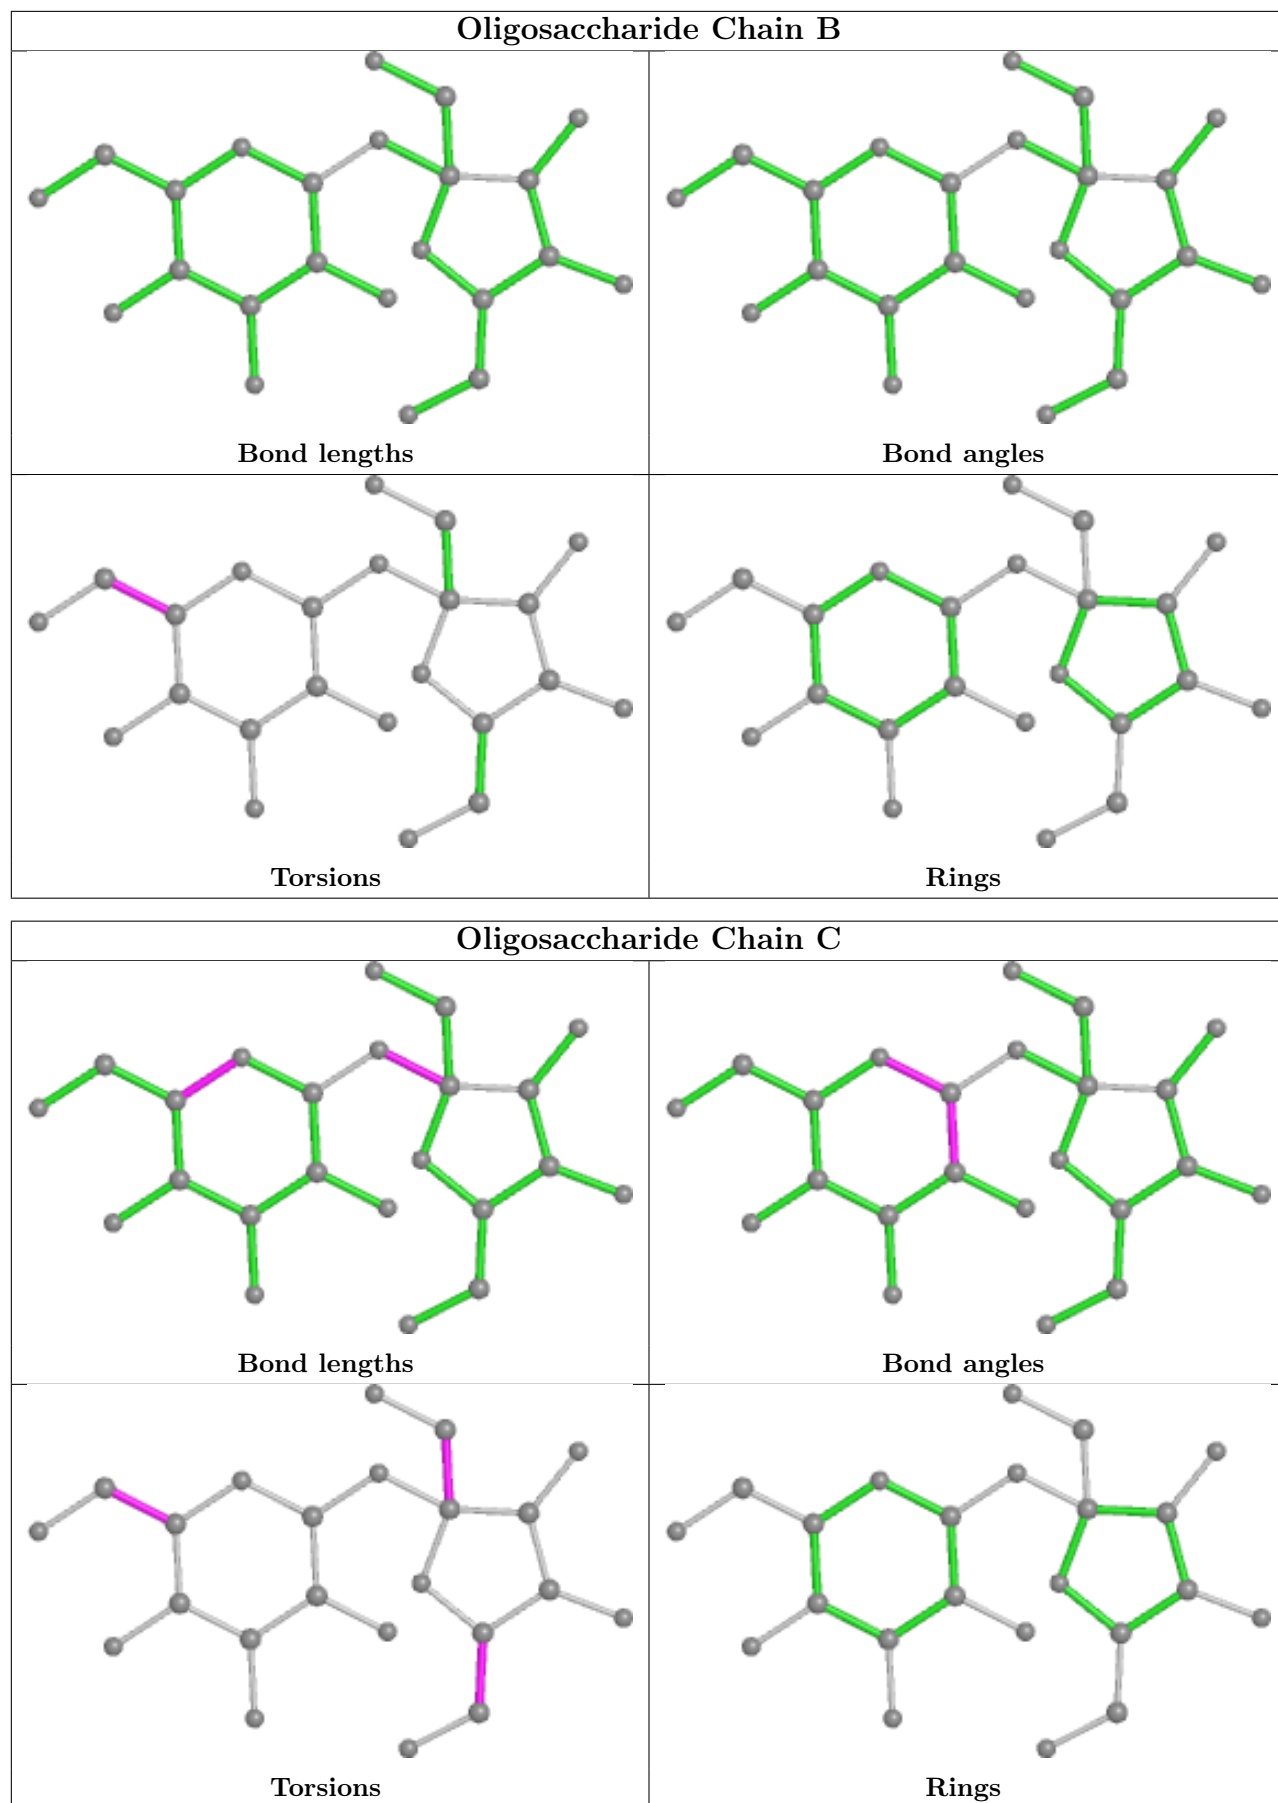 Oligosaccharide Chain B
Bond lengths
Bond angles
Torsions
Rings
Oligosaccharide Chain C
Bond lengths
Bond angles
Torsions
Rings